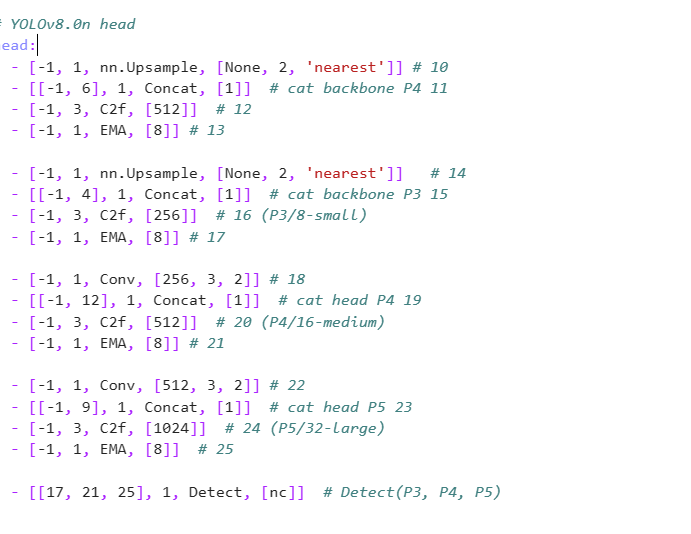 # YOLOv8.0n head
ead:
- [-1, 1, nn.Upsample, [None, 2, 'nearest']] # 10
- [[-1, 6], 1, Concat, [1]]  # cat backbone P4 11
- [-1, 3, C2f, [512]]  # 12
- [-1, 1, EMA, [8]] # 13
- [-1, 1, nn.Upsample, [None, 2, 'nearest']]   # 14
- [[-1, 4], 1, Concat, [1]]  # cat backbone P3 15
- [-1, 3, C2f, [256]]  # 16 (P3/8-small)
- [-1, 1, EMA, [8]] # 17
- [-1, 1, Conv, [256, 3, 2]] # 18
- [[-1, 12], 1, Concat, [1]]  # cat head P4 19
- [-1, 3, C2f, [512]]  # 20 (P4/16-medium)
- [-1, 1, EMA, [8]] # 21
- [-1, 1, Conv, [512, 3, 2]] # 22
- [[-1, 9], 1, Concat, [1]]  # cat head P5 23
- [-1, 3, C2f, [1024]]  # 24 (P5/32-large)
- [-1, 1, EMA, [8]]  # 25
- [[17, 21, 25], 1, Detect, [nc]]  # Detect(P3, P4, P5)